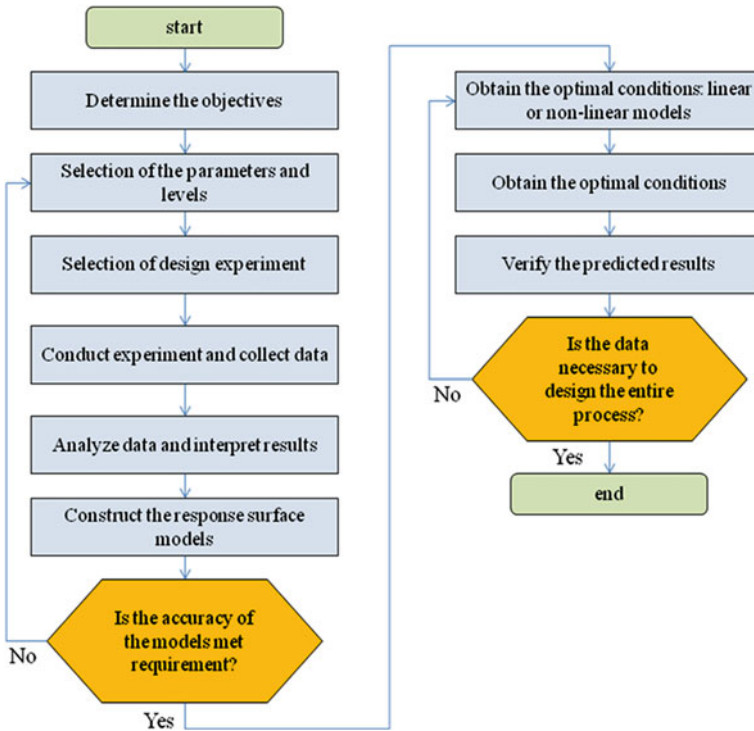 start
Determine the objectives
Selection of the parameters and
levels
Selection of design experiment
Conduct experiment and collect data
Analyze data and interpret results
Construct the response surface
models
Is the accuracy of
the models met
requirement?
No
Yes
Obtain the optimal conditions: linear
or non-linear models
Obtain the optimal conditions
Verify the predicted results
Is the data
necessary to
design the entire
process?
No
Yes
end